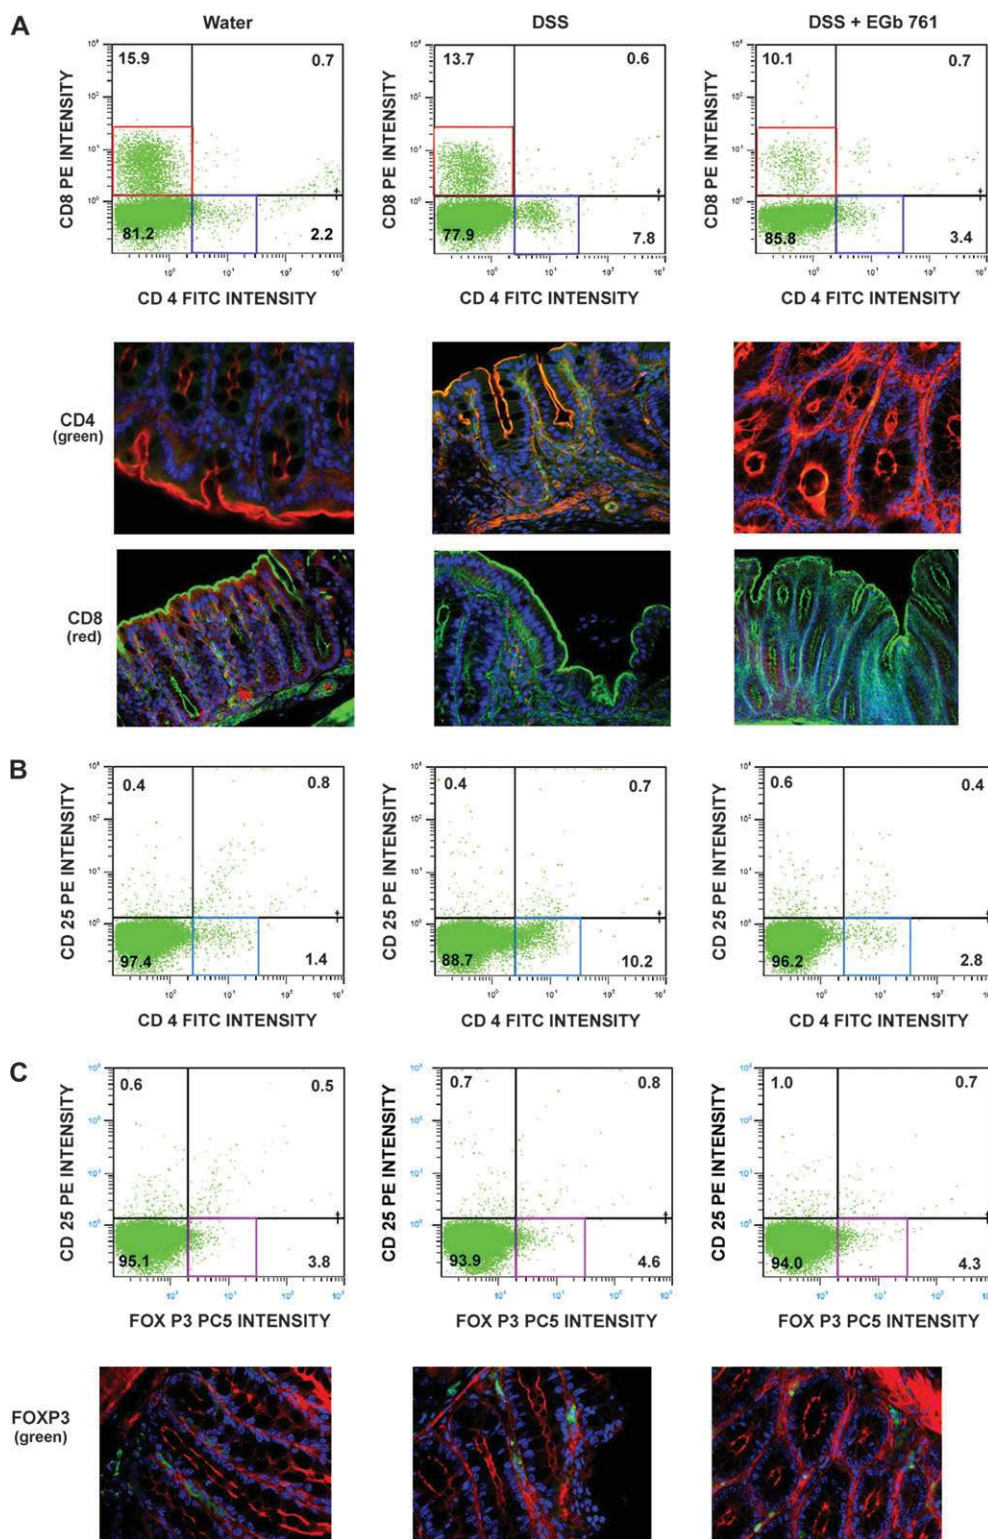 A
Water
DSS
DSS + EGb 761
15.9
0.7
81.2
2.2
CD8 PE INTENSITY
CD 4 FITC INTENSITY
13.7
0.6
77.9
7.8
CD8 PE INTENSITY
CD 4 FITC INTENSITY
10.1
0.7
85.8
3.4
CD8 PE INTENSITY
CD 4 FITC INTENSITY
CD4
(green)
CD8
(red)
B
0.4
0.8
97.4
1.4
CD 25 PE INTENSITY
CD 4 FITC INTENSITY
0.4
0.7
88.7
10.2
CD 25 PE INTENSITY
CD 4 FITC INTENSITY
0.6
0.4
96.2
2.8
CD 25 PE INTENSITY
CD 4 FITC INTENSITY
C
0.6
0.5
95.1
3.8
CD 25 PE INTENSITY
FOX P3 PC5 INTENSITY
0.7
0.8
93.9
4.6
CD 25 PE INTENSITY
FOX P3 PC5 INTENSITY
1.0
0.7
94.0
4.3
CD 25 PE INTENSITY
FOX P3 PC5 INTENSITY
FOXP3
(green)